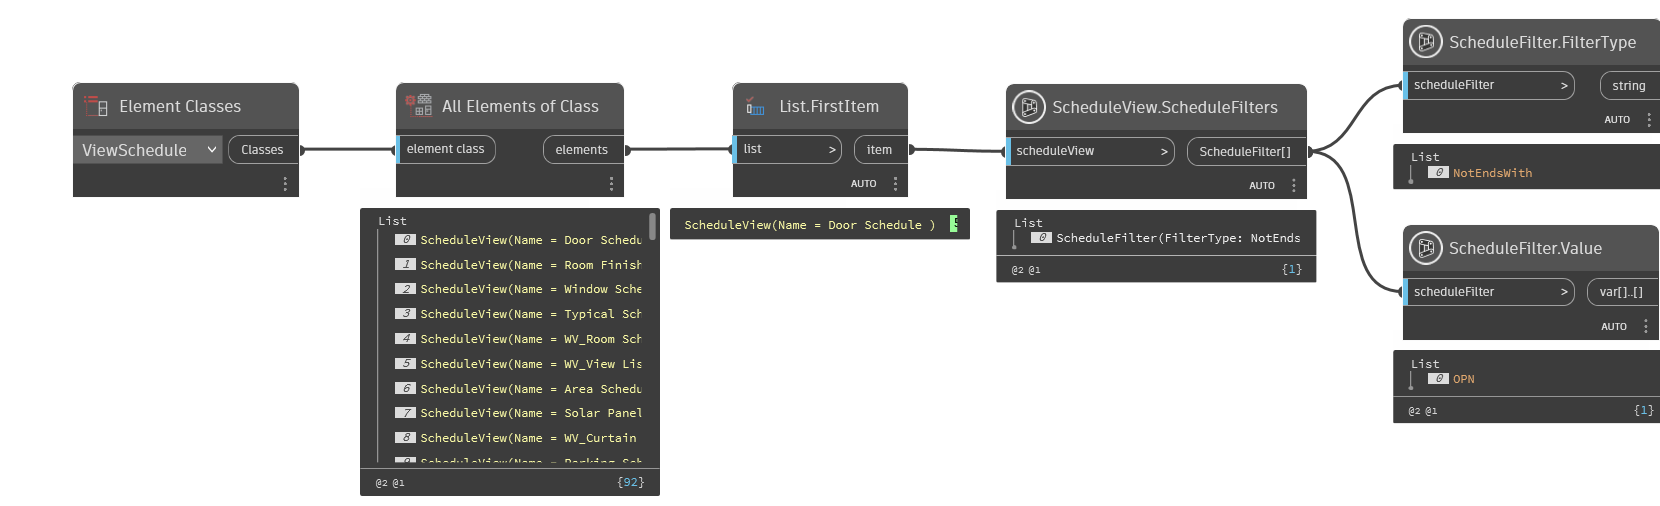 Element Classes
ViewSchedule
Classes
All Elements of Class
element class
elements
List
0 ScheduleView(Name = Door Schedu
1 ScheduleView(Name = Room Finish
2 ScheduleView(Name = Window Sche
3 ScheduleView(Name = Typical Sch
4 ScheduleView(Name = WV_Room Sch
5 ScheduleView(Name = WV_View Lis
6 ScheduleView(Name = Area Schedu
7 ScheduleView(Name = Solar Panel
8 ScheduleView(Name = WV_Curtain
9 ScheduleView(Name = Parking Sch
@2 @1
{92}
List.FirstItem
list >
item
AUTO
ScheduleView(Name = Door Schedule )
ScheduleView.ScheduleFilters
scheduleView >
ScheduleFilter[]
AUTO
List
0 ScheduleFilter(FilterType: NotEnds
@2 @1
{1}
ScheduleFilter.FilterType
scheduleFilter >
string
AUTO
List
0 NotEndsWith
ScheduleFilter.Value
scheduleFilter >
var[]..[]
AUTO
List
0 OPN
@2 @1
{1}